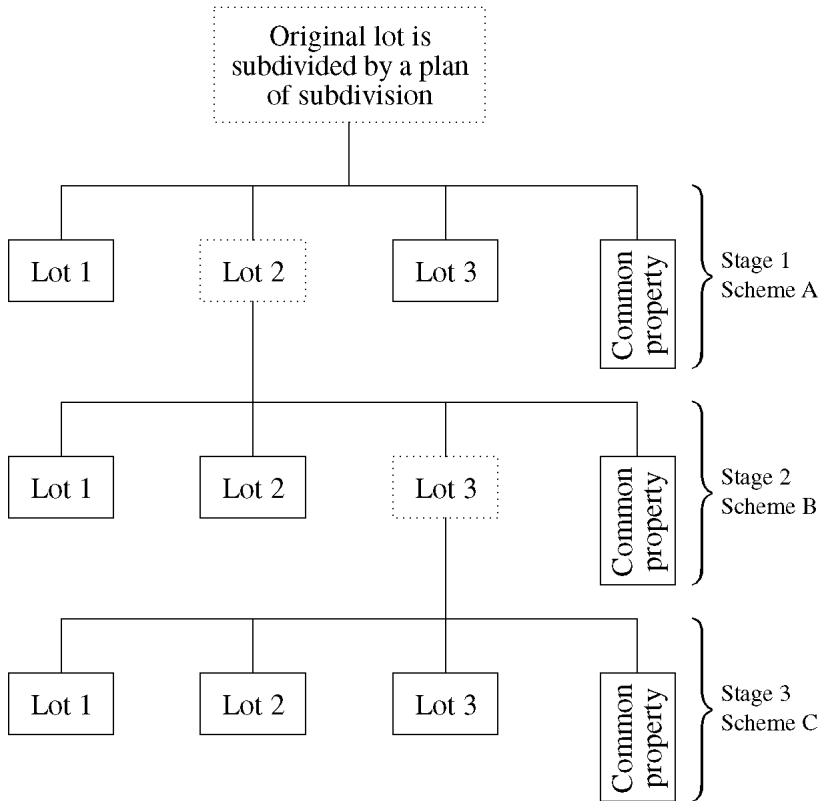 Original lot is
subdivided by a plan
of subdivision
Lot 1
Lot 2
Lot 3
Common
property
Stage 1
Scheme A
Lot 1
Lot 2
Lot 3
Common
property
Stage 2
Scheme B
Lot 1
Lot 2
Lot 3
Common
property
Stage 3
Scheme C